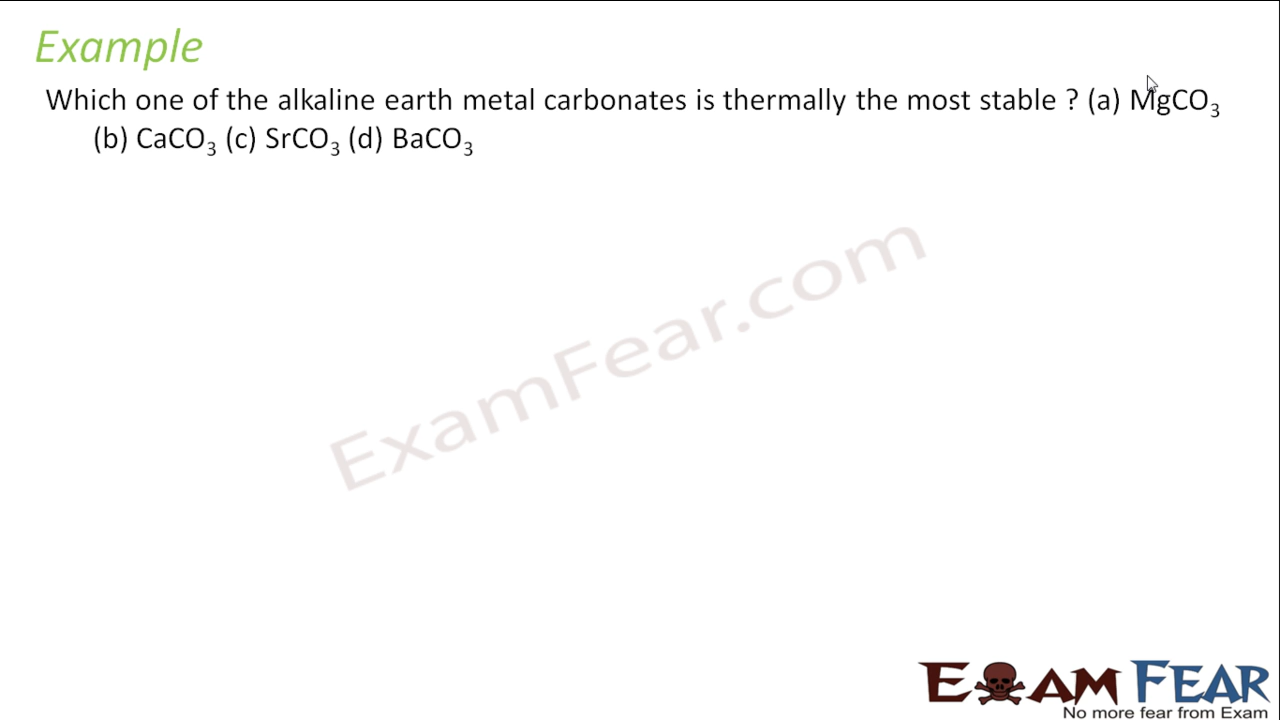 Example
Which one of the alkaline earth metal carbonates is thermally the most stable ? (a) MgCO₃
(b) CaCO₃ (c) SrCO₃ (d) BaCO₃
ExamFear.com
EXAM FEAR
No more fear from Exam